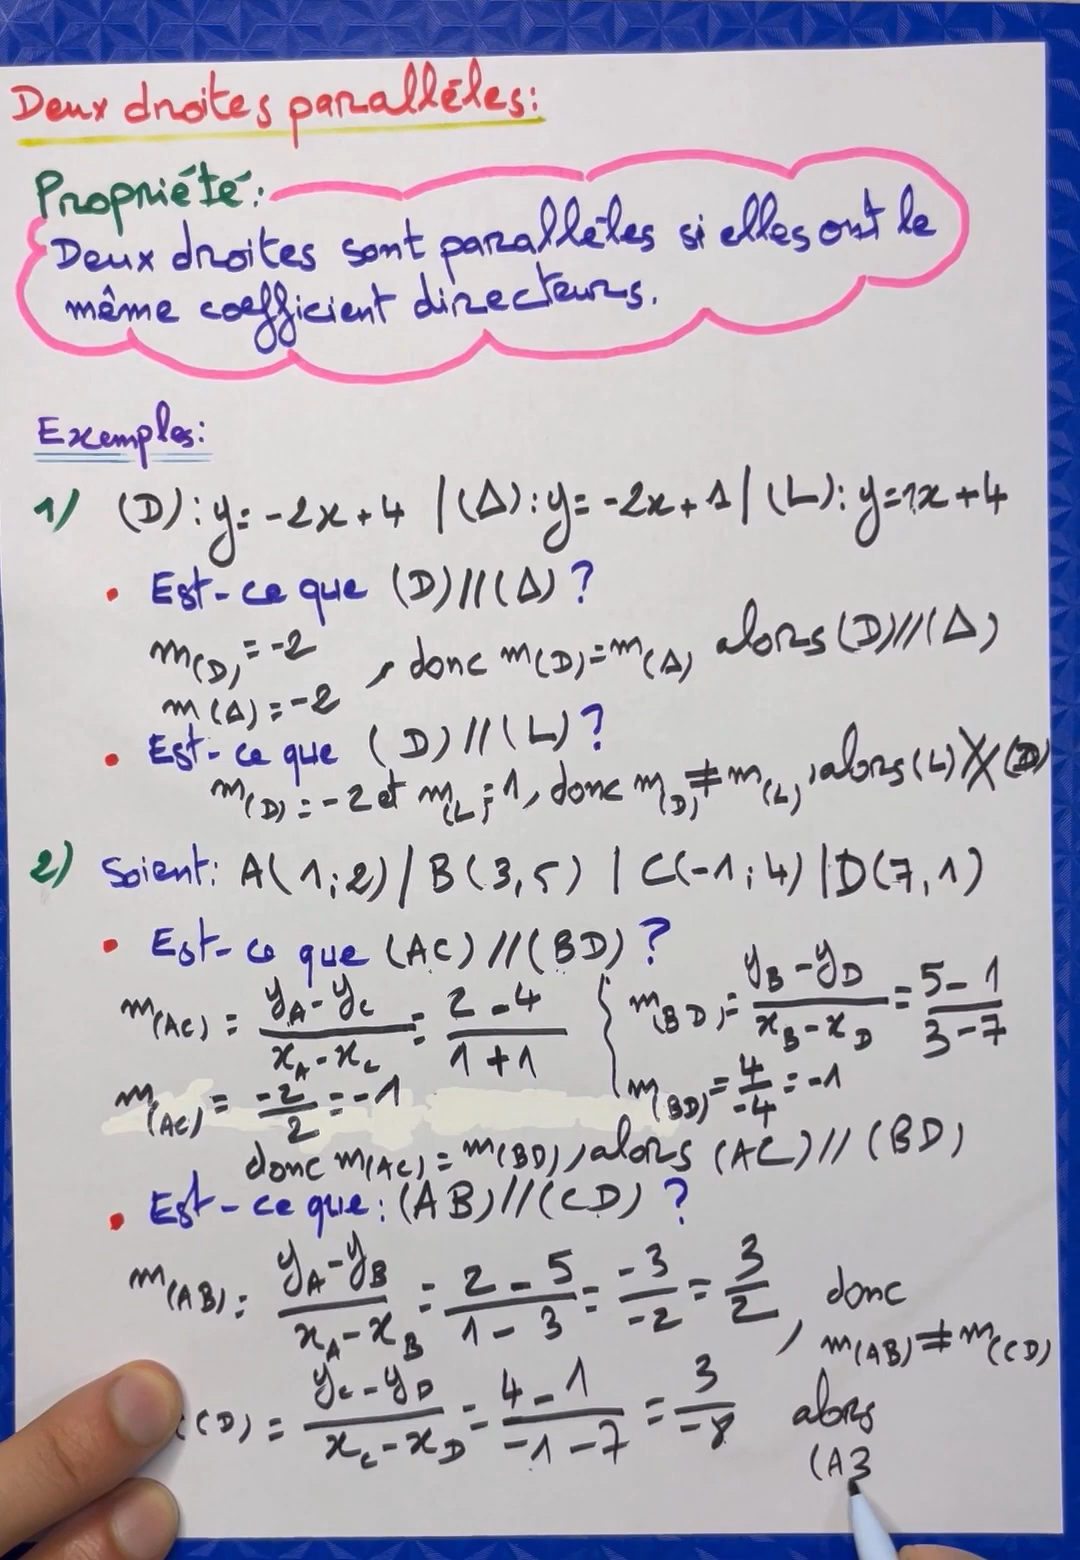 Deux droites parallèles:
Propriété:
Deux droites sont parallèles si elles ont le
même coefficient directeurs.
Exemples:
1) (D): y = -2x + 4 | (Δ): y = -2x + 1 | (L): y = 1x + 4
• Est-ce que (D)//(Δ) ?
m(D) = -2
m(Δ) = -2 , donc m(D) = m(Δ) alors (D)//(Δ)
• Est-ce que (D)//(L) ?
m(D) = -2 et m(L) = 1, donc m(D) ≠ m(L), alors (L) ∦ (D)
2) Soient: A(1;2) | B(3,5) | C(-1;4) | D(7,1)
• Est-ce que (AC)//(BD) ?
m(AC) = (yA - yC)/(xA - xC) = (2 - 4)/(1 + 1) { m(BD) = (yB - yD)/(xB - xD) = (5 - 1)/(3 - 7)
m(AC) = -2/2 = -1 m(BD) = 4/-4 = -1
donc m(AC) = m(BD), alors (AC)//(BD)
• Est-ce que: (AB)//(CD) ?
m(AB) = (yA - yB)/(xA - xB) = (2 - 5)/(1 - 3) = -3/-2 = 3/2 , donc
m(AB) ≠ m(CD)
(CD) = (yC - yD)/(xC - xD) = (4 - 1)/(-1 - 7) = 3/-8 alors
(AB